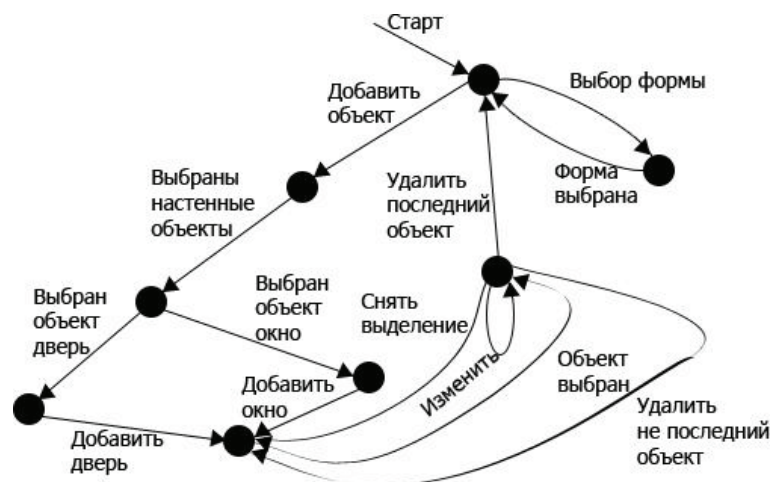 Старт
Добавить
объект
Выбор формы
Выбраны
настенные
объекты
Удалить
последний
объект
Форма
выбрана
Выбран
объект
дверь
Выбран
объект
окно
Снять
выделение
Изменить
Объект
выбран
Добавить
окно
Добавить
дверь
Удалить
не последний
объект